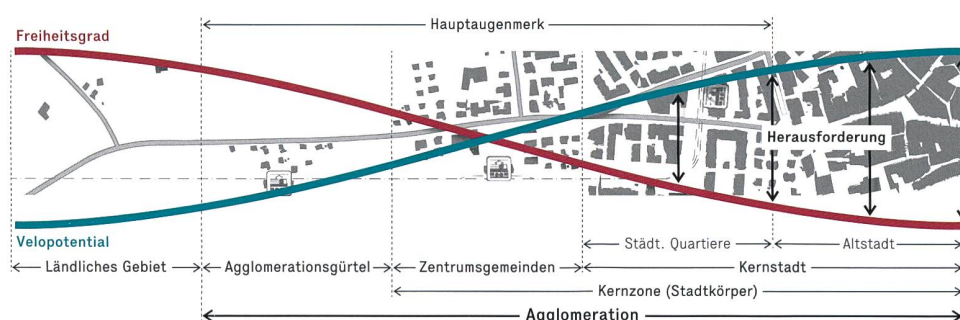 Hauptaugenmerk
Freiheitsgrad
Herausforderung
Velopotential
Städt. Quartiere
Altstadt
Ländliches Gebiet
Agglomerationsgürtel
Zentrumsgemeinden
Kernstadt
Kernzone (Stadtkörper)
Agglomeration